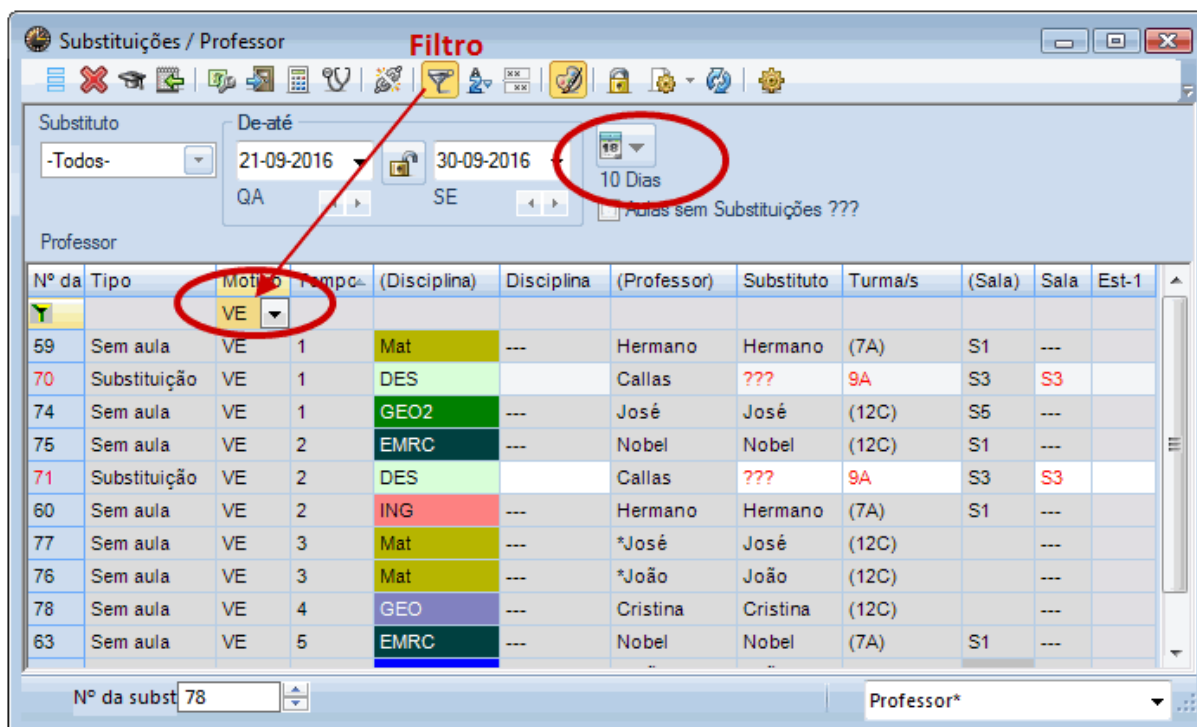 Substituições / Professor
Filtro
Substituto
De-até
-Todos-
21-09-2016
30-09-2016
10 Dias
QA
SE
Aulas sem Substituições ???
Professor
Nº da Tipo Motivo Tempo (Disciplina) Disciplina (Professor) Substituto Turma/s (Sala) Sala Est-1
VE
59 Sem aula VE 1 Mat --- Hermano Hermano (7A) S1 ---
70 Substituição VE 1 DES Callas ??? 9A S3 S3
74 Sem aula VE 1 GEO2 --- José José (12C) S5 ---
75 Sem aula VE 2 EMRC --- Nobel Nobel (12C) S1 ---
71 Substituição VE 2 DES Callas ??? 9A S3 S3
60 Sem aula VE 2 ING --- Hermano Hermano (7A) S1 ---
77 Sem aula VE 3 Mat --- *José José (12C) ---
76 Sem aula VE 3 Mat --- *João João (12C) ---
78 Sem aula VE 4 GEO --- Cristina Cristina (12C) ---
63 Sem aula VE 5 EMRC --- Nobel Nobel (7A) S1 ---
Nº da subst 78
Professor*